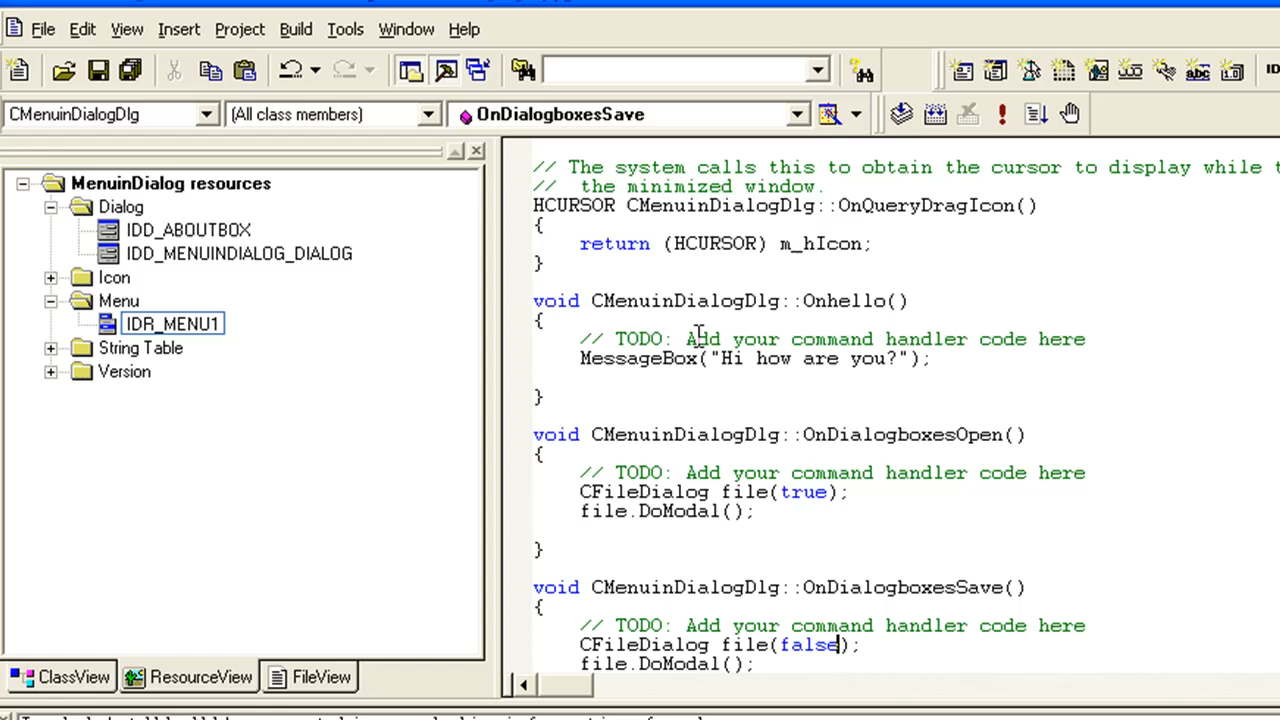 File Edit View Insert Project Build Tools Window Help
CMenuinDialogDlg (All class members) OnDialogboxesSave
MenuinDialog resources
Dialog
IDD_ABOUTBOX
IDD_MENUINDIALOG_DIALOG
Icon
Menu
IDR_MENU1
String Table
Version
ClassView ResourceView FileView
// The system calls this to obtain the cursor to display while t
// the minimized window.
HCURSOR CMenuinDialogDlg::OnQueryDragIcon()
{
return (HCURSOR) m_hIcon;
}
void CMenuinDialogDlg::Onhello()
{
// TODO: Add your command handler code here
MessageBox("Hi how are you?");
}
void CMenuinDialogDlg::OnDialogboxesOpen()
{
// TODO: Add your command handler code here
CFileDialog file(true);
file.DoModal();
}
void CMenuinDialogDlg::OnDialogboxesSave()
{
// TODO: Add your command handler code here
CFileDialog file(false);
file.DoModal();